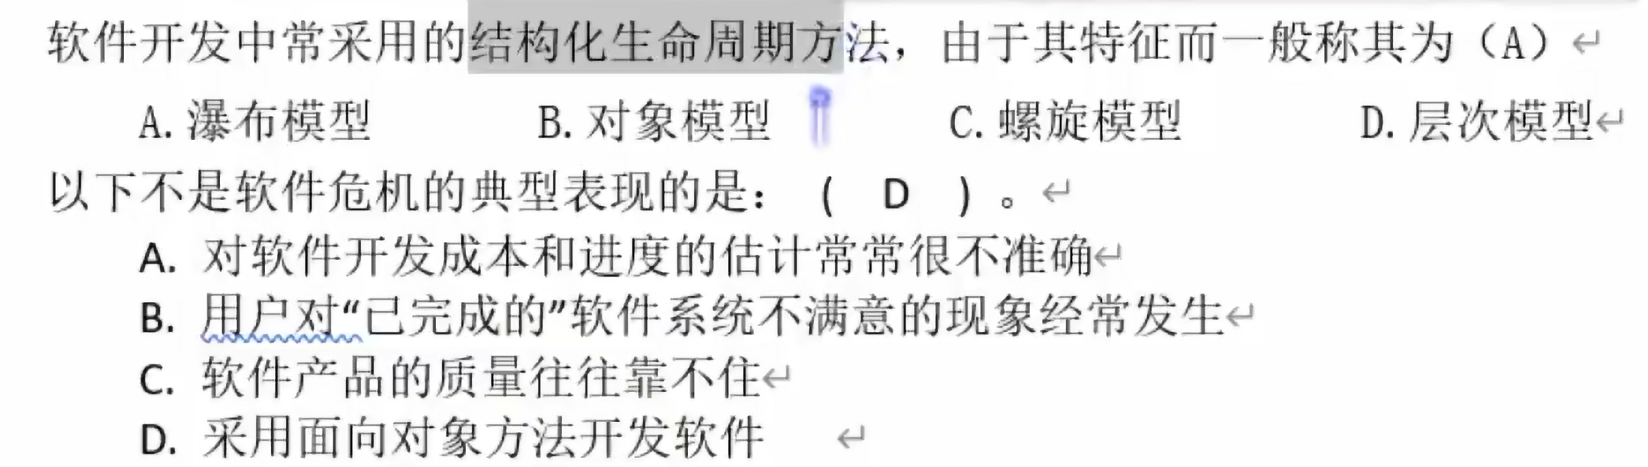 软件开发中常采用的结构化生命周期方法，由于其特征而一般称其为（A）
A.瀑布模型 B.对象模型 C.螺旋模型 D.层次模型
以下不是软件危机的典型表现的是：（ D ）。
A. 对软件开发成本和进度的估计常常很不准确
B. 用户对“已完成的”软件系统不满意的现象经常发生
C. 软件产品的质量往往靠不住
D. 采用面向对象方法开发软件